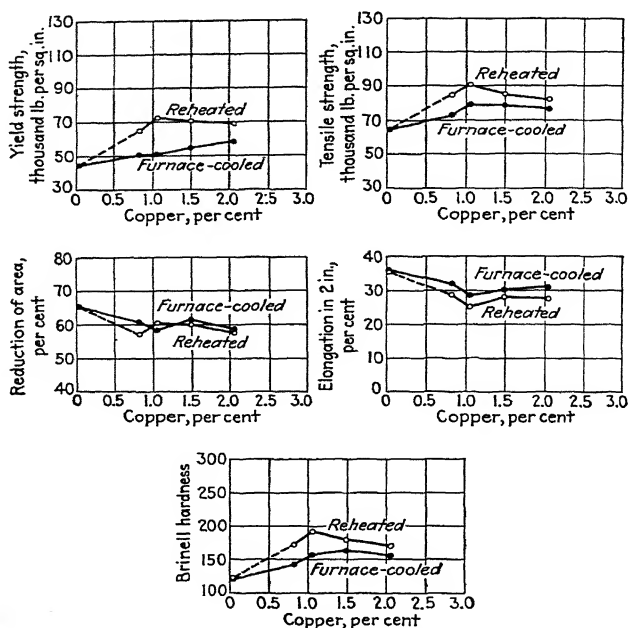 Yield strength,
thousand lb. per sq. in.
130
110
90
70
50
30
Reheated
Furnace-cooled
0 0.5 1.0 1.5 2.0 2.5 3.0
Copper, per cent
Tensile strength,
thousand lb. per sq. in.
130
110
90
70
50
30
Reheated
Furnace-cooled
0 0.5 1.0 1.5 2.0 2.5 3.0
Copper, per cent
Reduction of area,
per cent
80
70
60
50
40
Furnace-cooled
Reheated
0 0.5 1.0 1.5 2.0 2.5 3.0
Copper, per cent
Elongation in 2 in.,
per cent
40
30
20
10
0
Furnace-cooled
Reheated
0 0.5 1.0 1.5 2.0 2.5 3.0
Copper, per cent
Brinell hardness
300
250
200
150
100
Reheated
Furnace-cooled
0 0.5 1.0 1.5 2.0 2.5 3.0
Copper, per cent